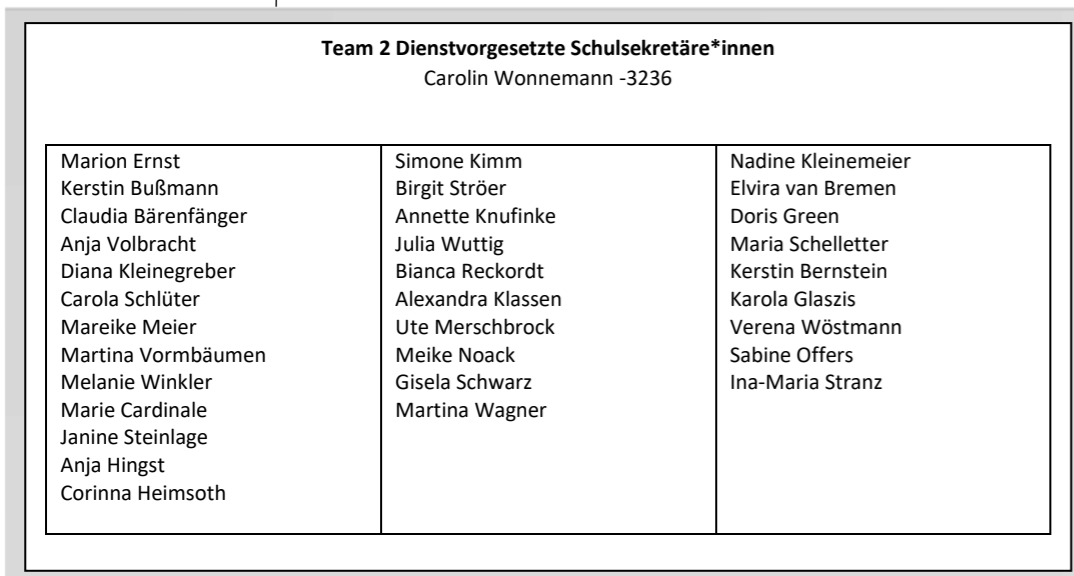 Team 2 Dienstvorgesetzte Schulsekretäre*innen
Carolin Wonnemann -3236
Marion Ernst
Kerstin Bußmann
Claudia Bärenfänger
Anja Volbracht
Diana Kleinegreber
Carola Schlüter
Mareike Meier
Martina Vormbäumen
Melanie Winkler
Marie Cardinale
Janine Steinlage
Anja Hingst
Corinna Heimsoth
Simone Kimm
Birgit Ströer
Annette Knufinke
Julia Wuttig
Bianca Reckordt
Alexandra Klassen
Ute Merschbrock
Meike Noack
Gisela Schwarz
Martina Wagner
Nadine Kleinemeier
Elvira van Bremen
Doris Green
Maria Schelletter
Kerstin Bernstein
Karola Glaszis
Verena Wöstmann
Sabine Offers
Ina-Maria Stranz